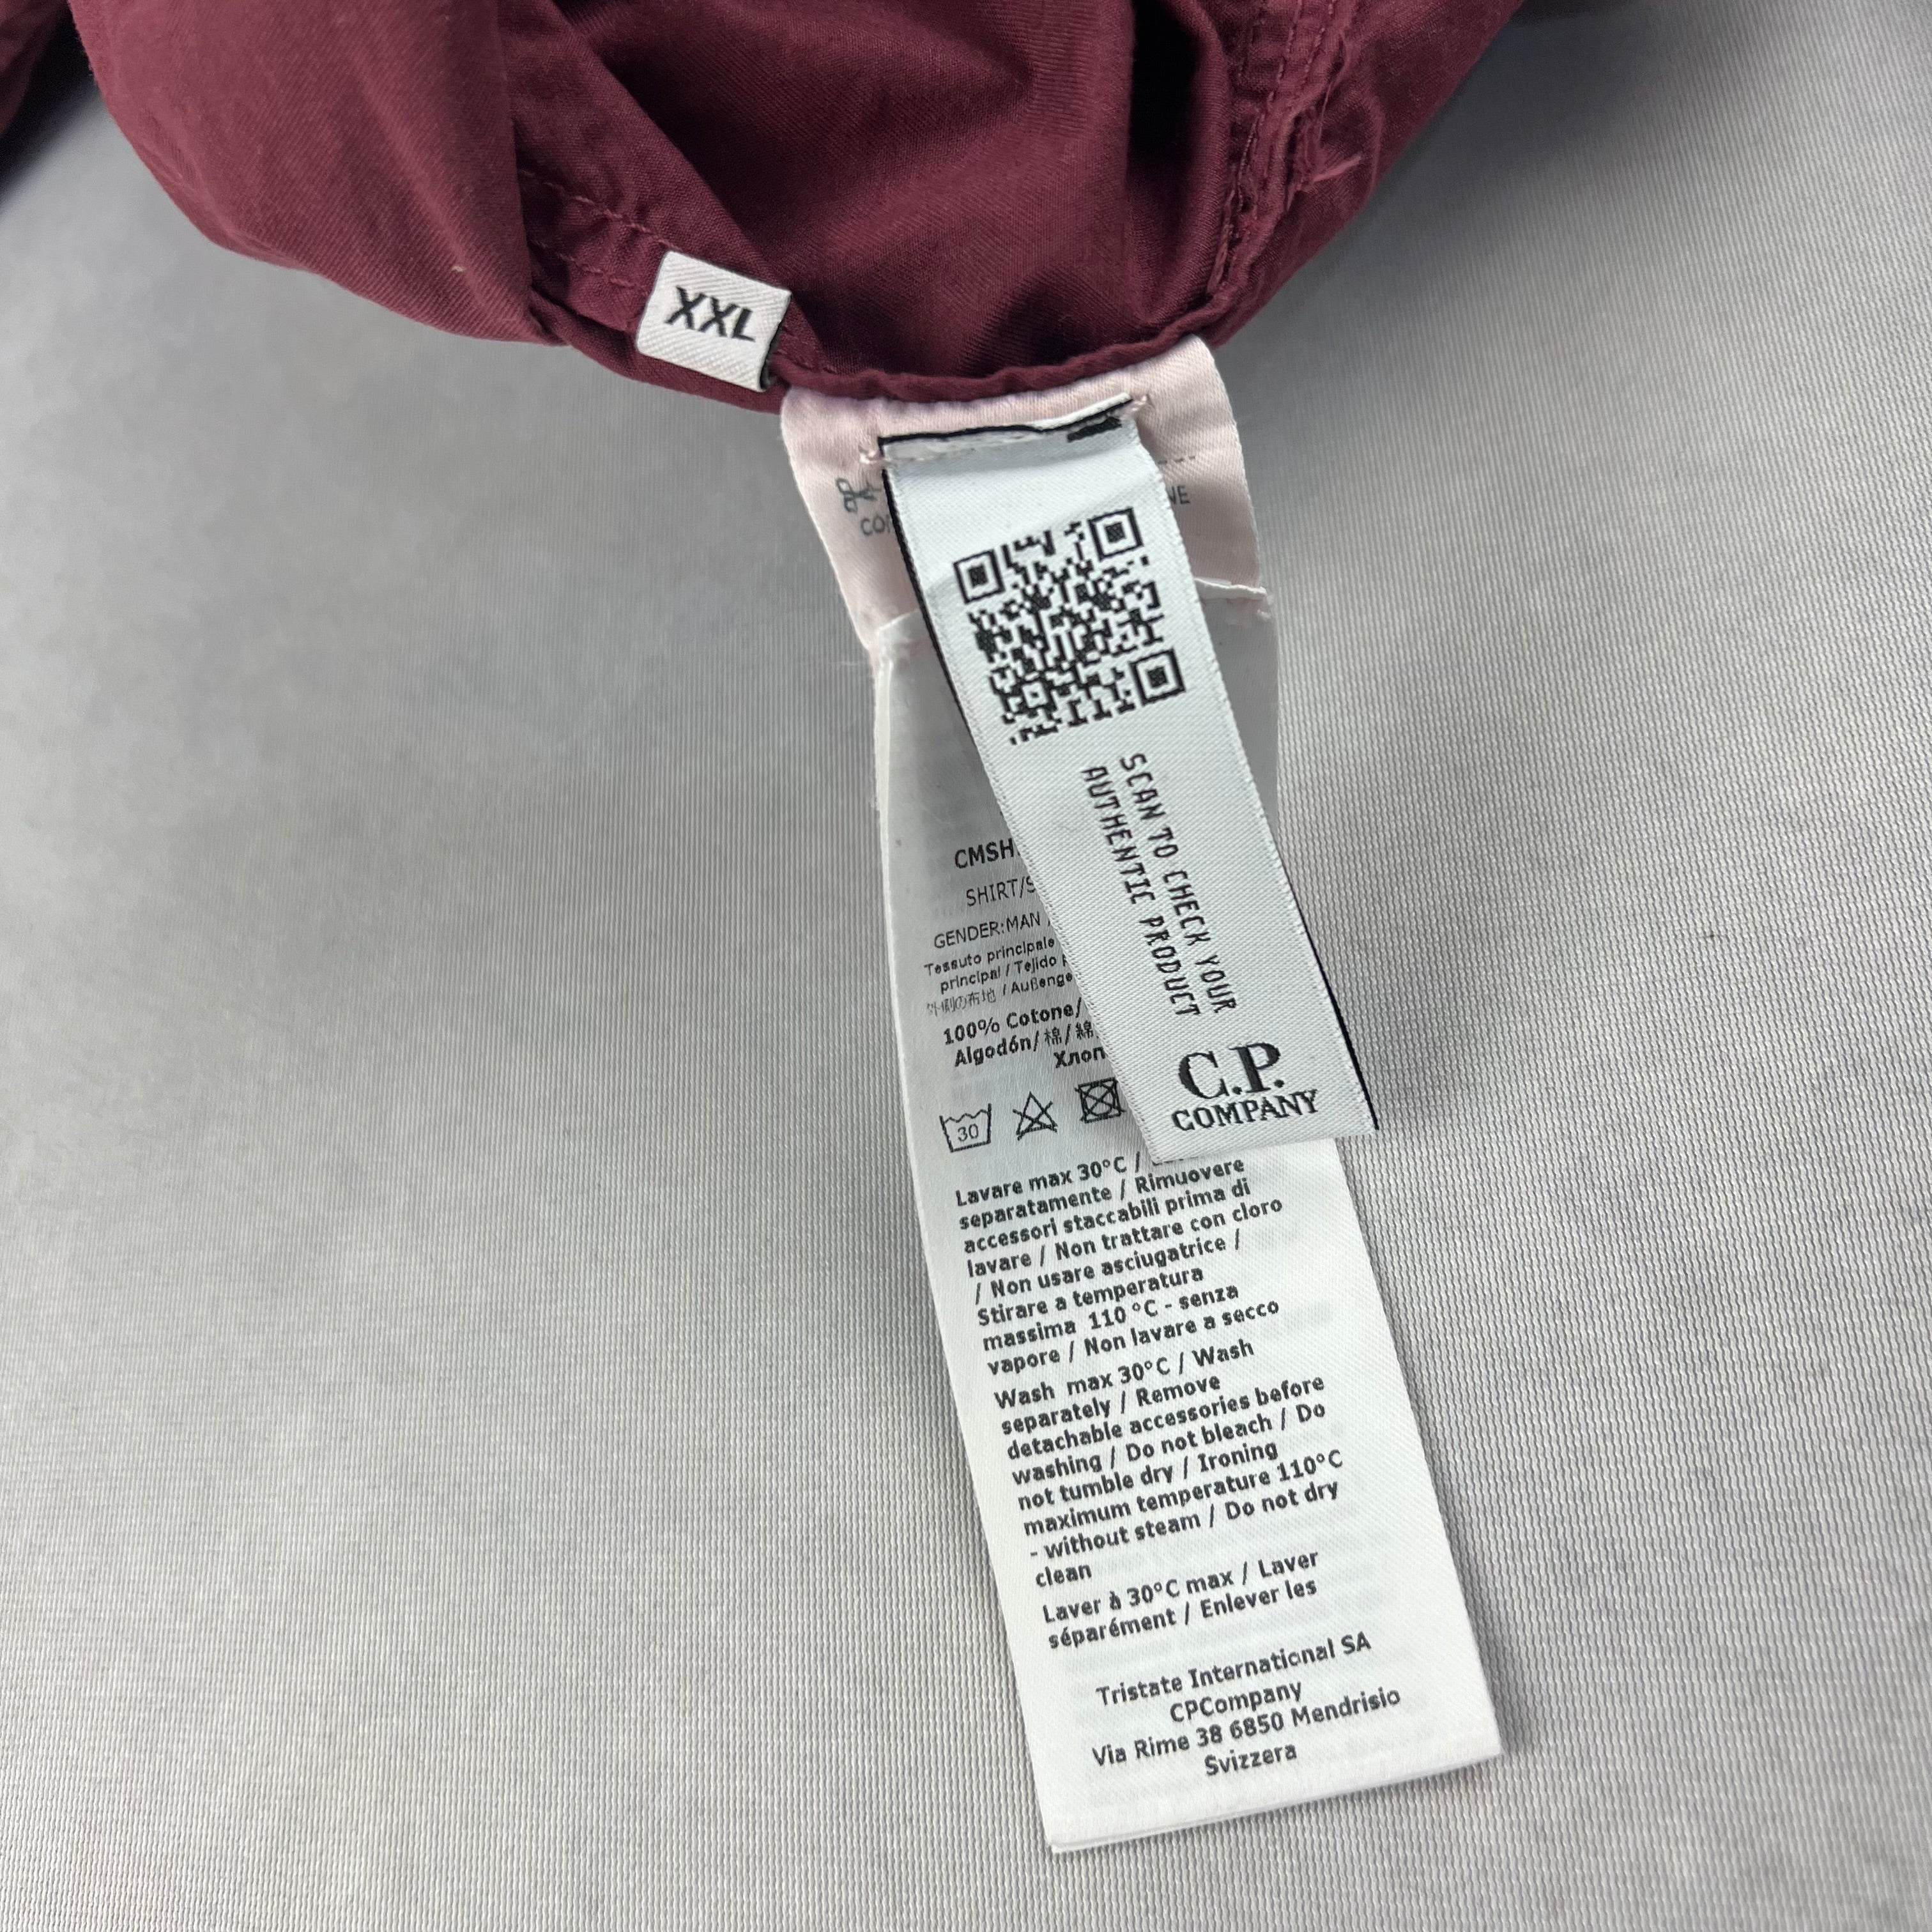 XXL
SCAN TO CHECK YOUR
AUTHENTIC PRODUCT
C.P.
COMPANY
CMSH
SHIRT/S
GENDER:MAN
Tessuto principale
principal / Tejido
外側の布地 / Außenge
100% Cotone/
Algodón/ 棉/ 綿
Хлоп
30
Lavare max 30°C /
separatamente / Rimuovere
accessori staccabili prima di
lavare / Non trattare con cloro
/ Non usare asciugatrice /
Stirare a temperatura
massima 110 °C - senza
vapore / Non lavare a secco
Wash max 30°C / Wash
separately / Remove
detachable accessories before
washing / Do not bleach / Do
not tumble dry / Ironing
maximum temperature 110°C
- without steam / Do not dry
clean
Laver à 30°C max / Laver
séparément / Enlever les
Tristate International SA
CPCompany
Via Rime 38 6850 Mendrisio
Svizzera